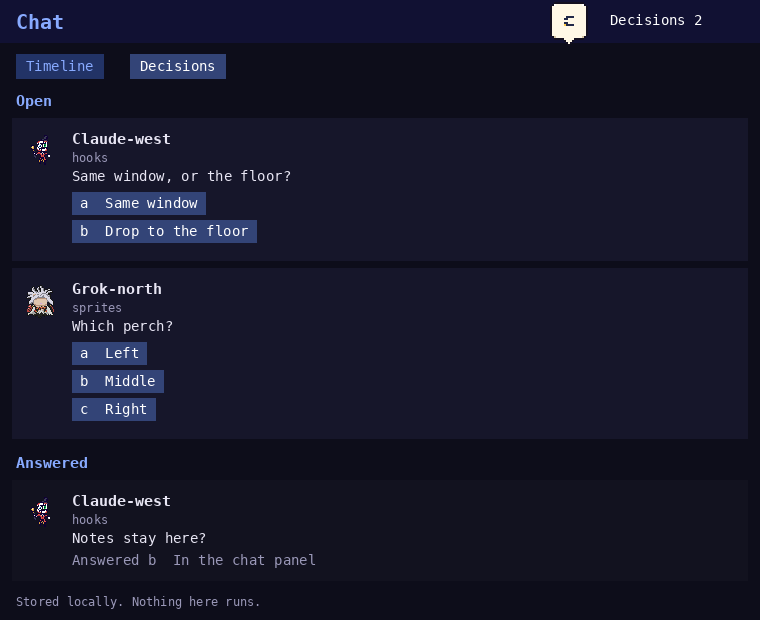 Chat
Decisions 2
Timeline
Decisions
Open
Claude-west
hooks
Same window, or the floor?
a Same window
b Drop to the floor
Grok-north
sprites
Which perch?
a Left
b Middle
c Right
Answered
Claude-west
hooks
Notes stay here?
Answered b In the chat panel
Stored locally. Nothing here runs.